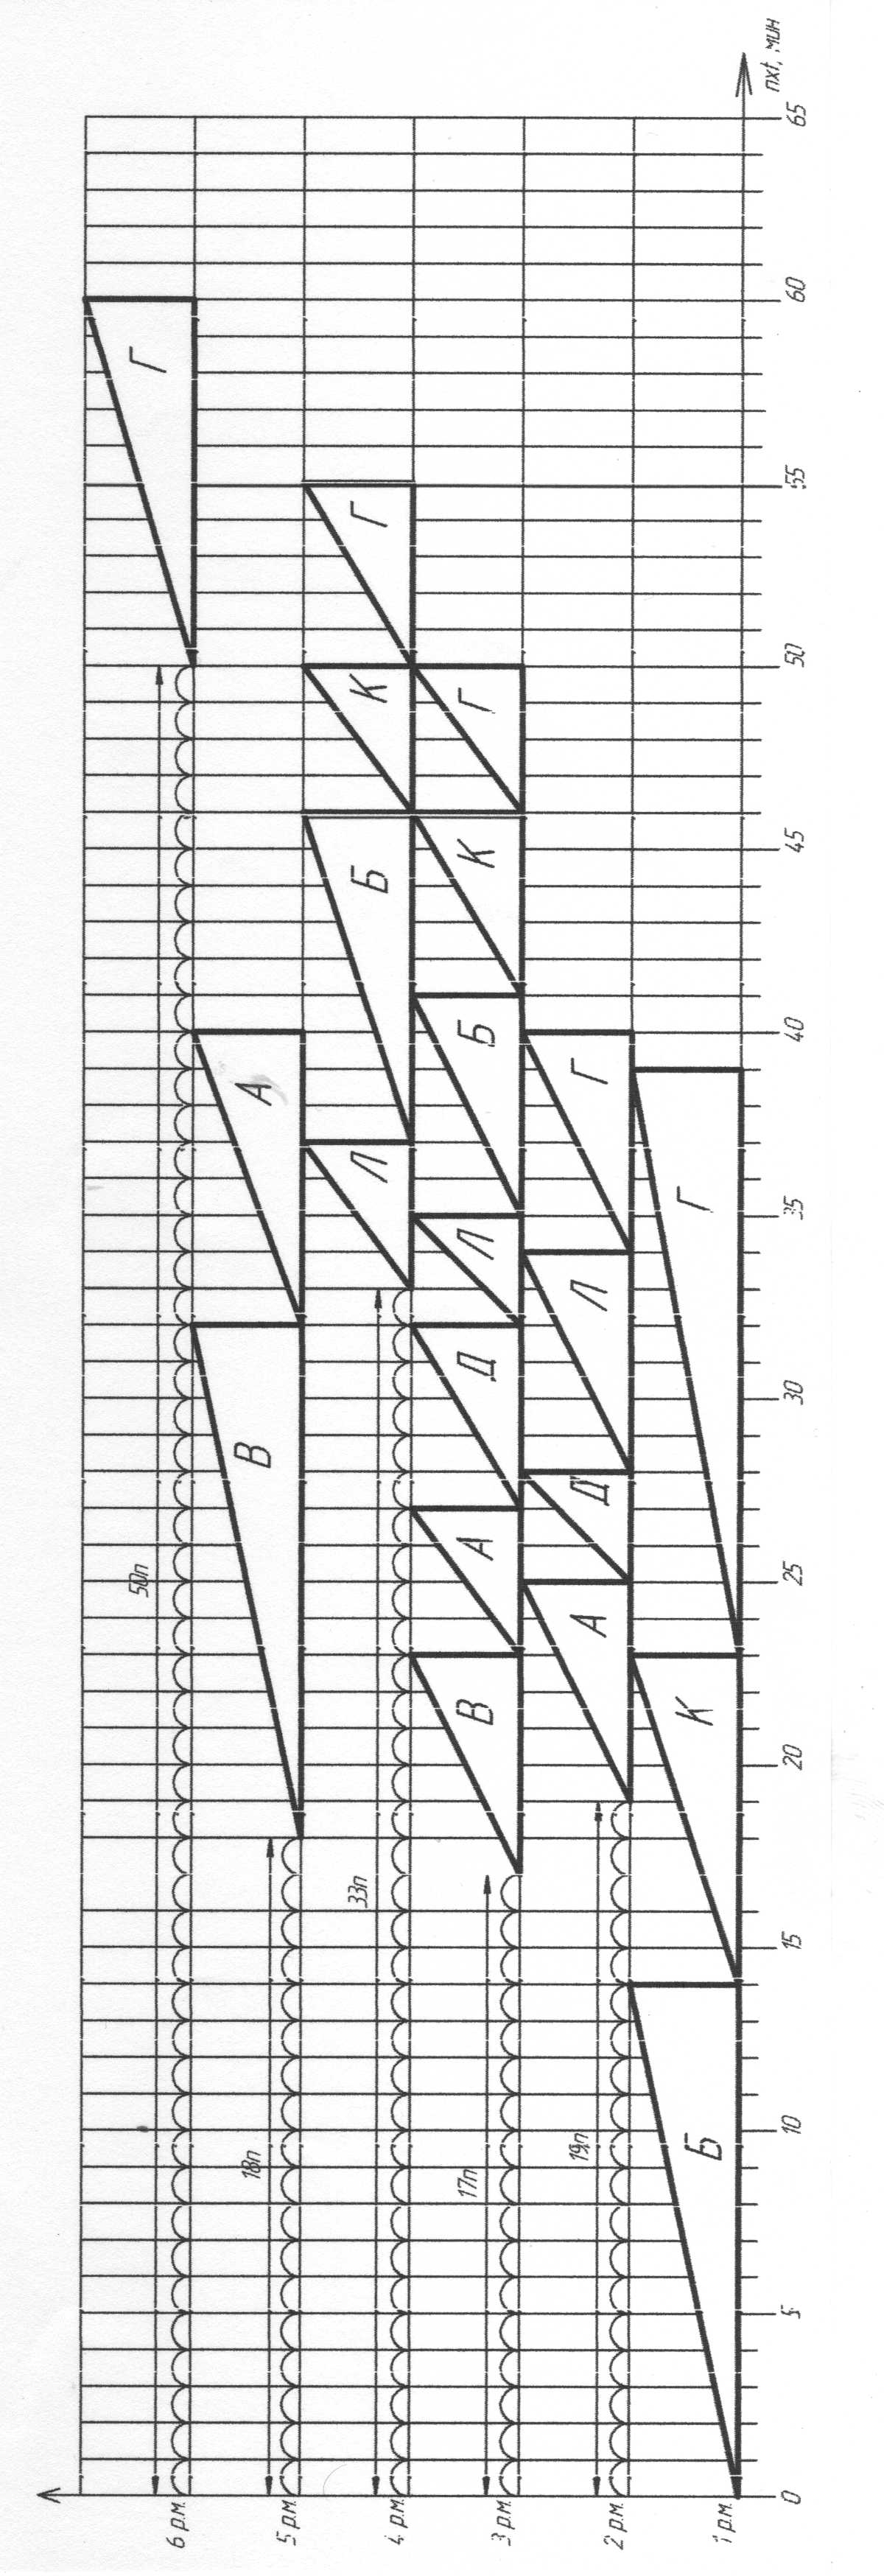 6 р.м.
50п
Г
5 р.м.
18п
В
А
4 р.м.
33п
Л
Б
К
Г
3 р.м.
17п
В
А
Д
Л
Б
К
Г
2 р.м.
19п
А
Д
Л
Г
1 р.м.
Б
К
Г
0 5 10 15 20 25 30 35 40 45 50 55 60 65
nxt, мин